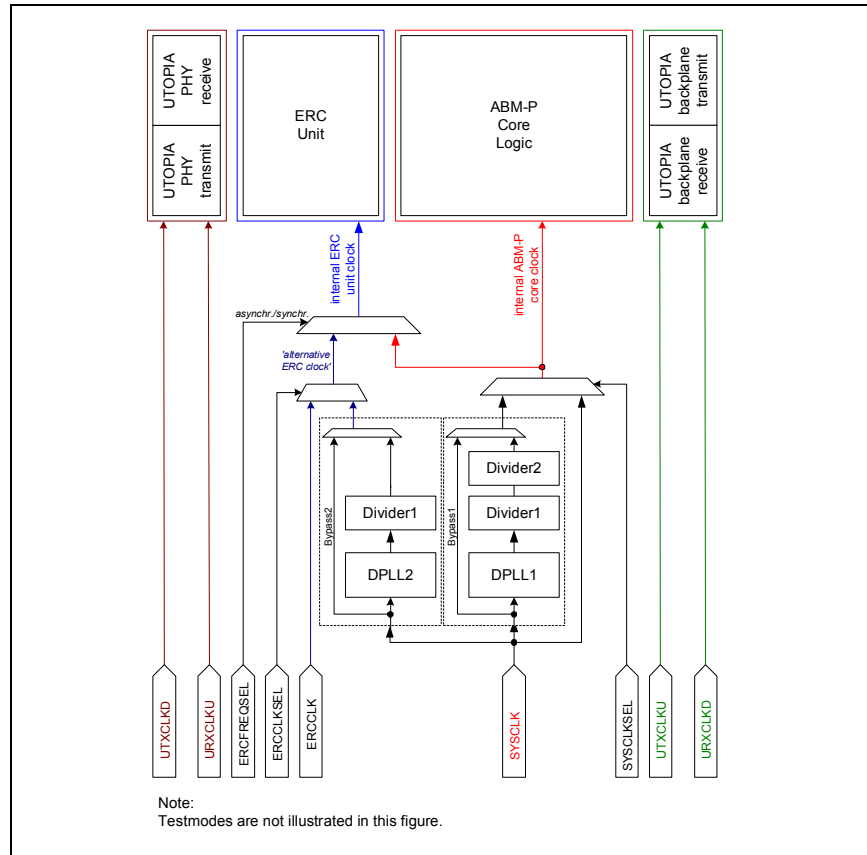 UTOPIA
PHY
receive
UTOPIA
PHY
transmit
ERC
Unit
ABM-P
Core
Logic
UTOPIA
backplane
transmit
UTOPIA
backplane
receive
internal ERC
unit clock
internal ABM-P
core clock
asynchr./synchr.
'alternative
ERC clock'
Bypass2
Divider1
DPLL2
Bypass1
Divider2
Divider1
DPLL1
UTXCLKD
URXCLKU
ERCFREQSEL
ERCCLKSEL
ERCCLK
SYSCLK
SYSCLKSEL
UTXCLKU
URXCLKD
Note:
Testmodes are not illustrated in this figure.